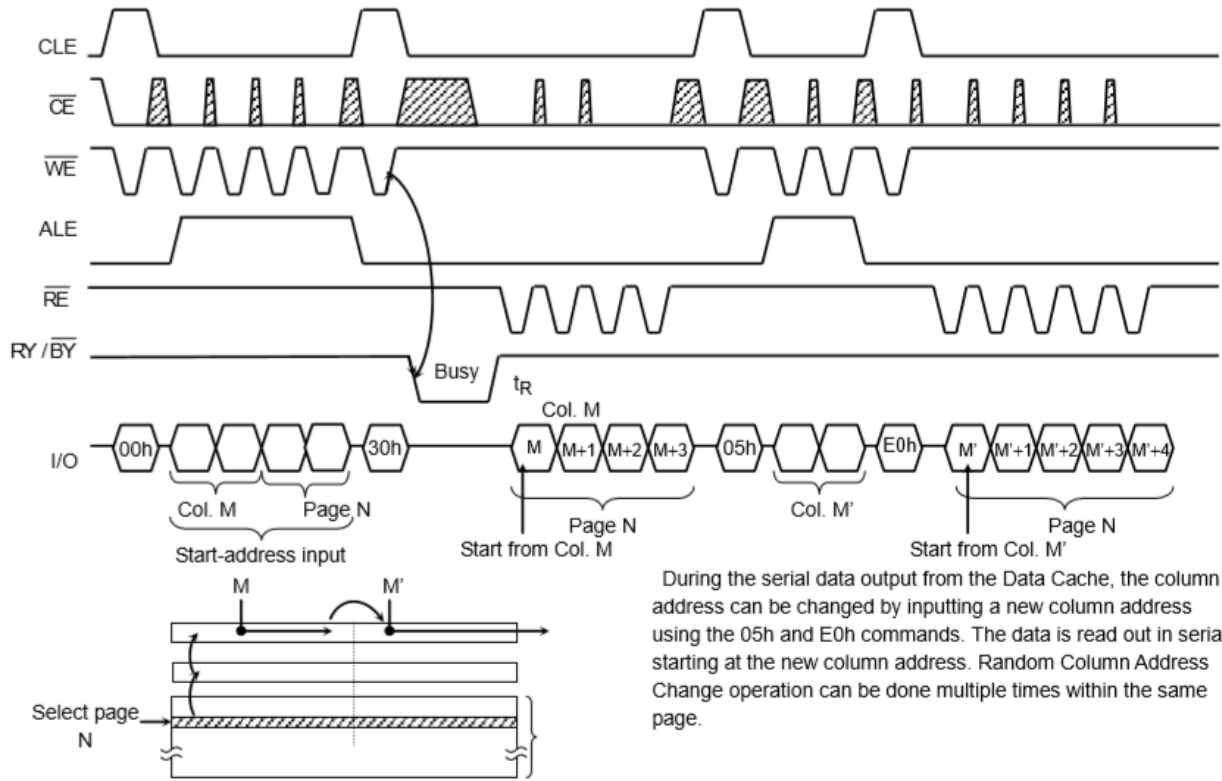 CLE
CE
WE
ALE
RE
RY / BY
Busy
tR
Col. M
I/O
00h
30h
M
M+1
M+2
M+3
05h
E0h
M'
M'+1
M'+2
M'+3
M'+4
Col. M
Page N
Start-address input
Page N
Start from Col. M
Col. M'
Page N
Start from Col. M'
M
M'
Select page
N
During the serial data output from the Data Cache, the column
address can be changed by inputting a new column address
using the 05h and E0h commands. The data is read out in seria
starting at the new column address. Random Column Address
Change operation can be done multiple times within the same
page.